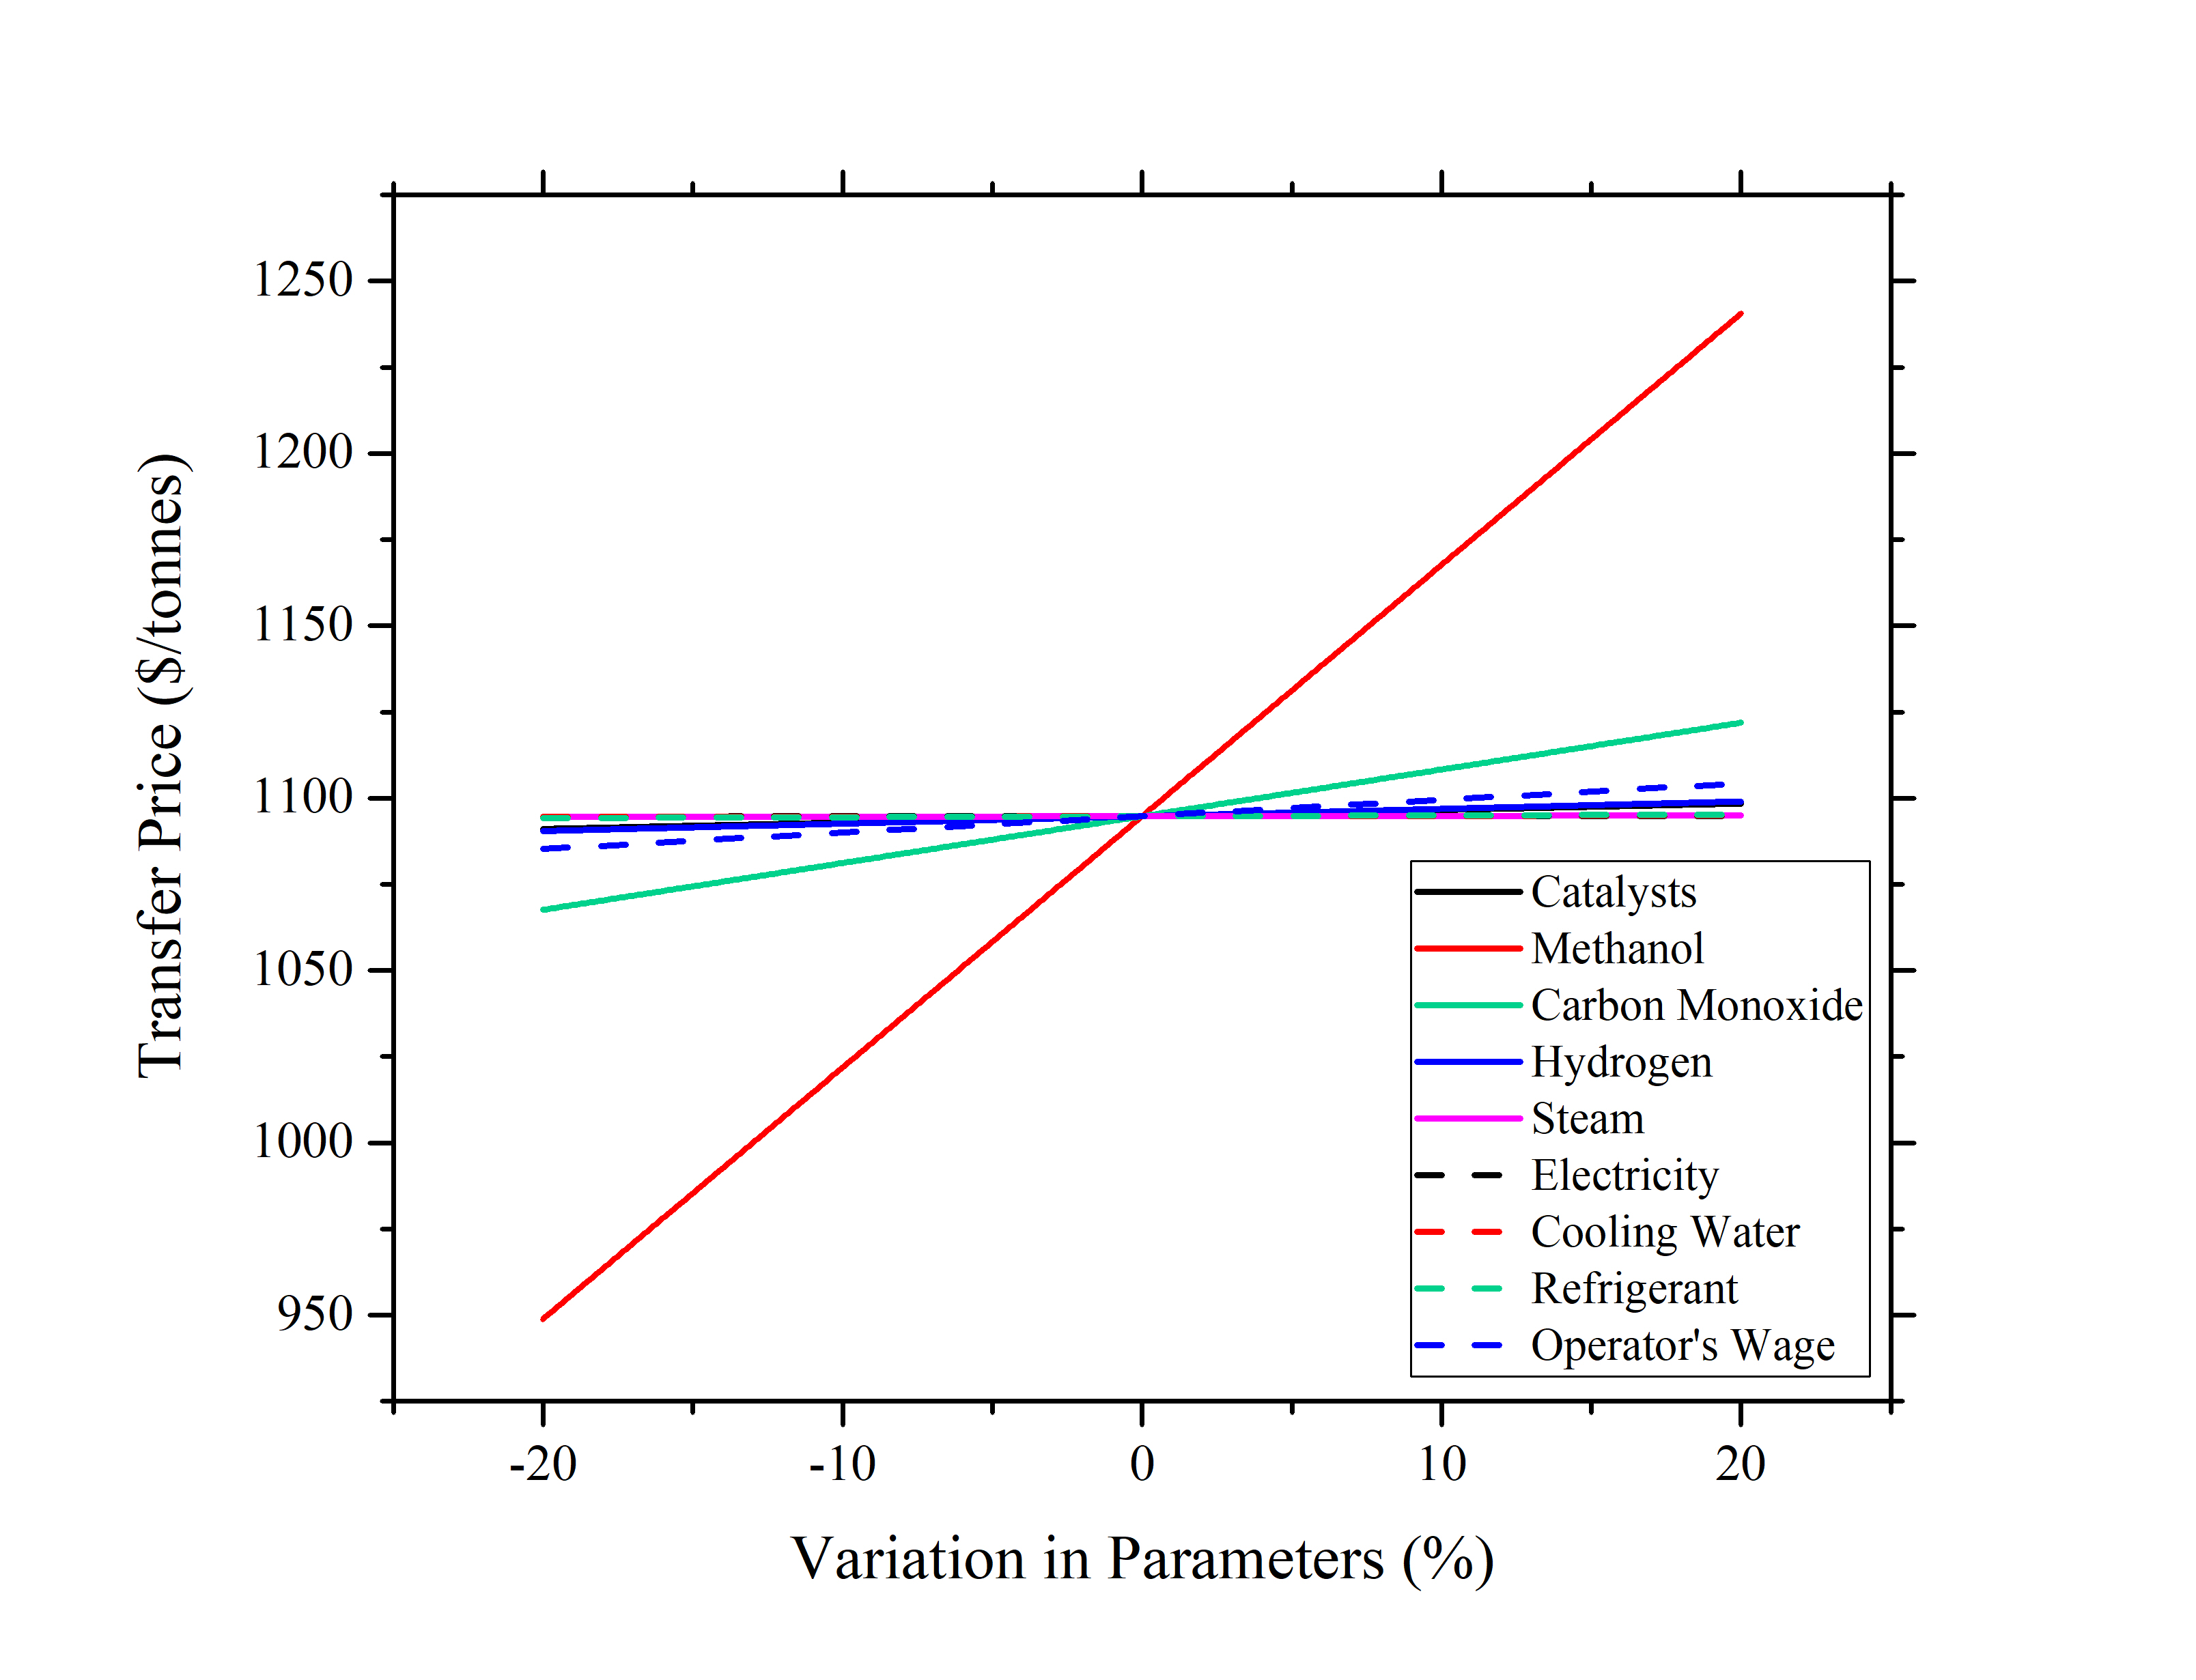 Transfer Price ($/tonnes)
1250
1200
1150
1100
1050
1000
950
Catalysts
Methanol
Carbon Monoxide
Hydrogen
Steam
Electricity
Cooling Water
Refrigerant
Operator's Wage
-20 -10 0 10 20
Variation in Parameters (%)